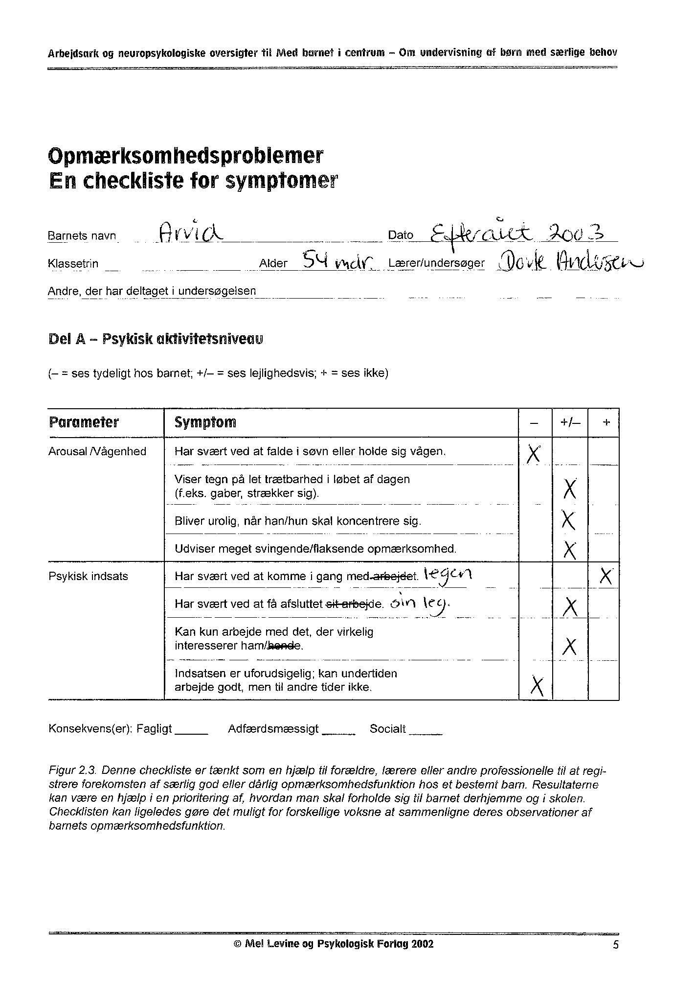 Arbejdsark og neuropsykologiske oversigter til Med barnet i centrum – Om undervisning af børn med særlige behov
Opmærksomhedsproblemer
En checkliste for symptomer
Barnets navn Arvid Dato Efteråret 2003
Klassetrin Alder 54 mdr. Lærer/undersøger Andersen
Andre, der har deltaget i undersøgelsen
Del A – Psykisk aktivitetsniveau
(– = ses tydeligt hos barnet; +/– = ses lejlighedsvis; + = ses ikke)
Parameter Symptom – +/– +
Arousal /Vågenhed Har svært ved at falde i søvn eller holde sig vågen. X
Viser tegn på let trætbarhed i løbet af dagen
(f.eks. gaber, strækker sig). X
Bliver urolig, når han/hun skal koncentrere sig. X
Udviser meget svingende/flaksende opmærksomhed. X
Psykisk indsats Har svært ved at komme i gang med arbejdet. legen X
Har svært ved at få afsluttet sit arbejde. sin leg. X
Kan kun arbejde med det, der virkelig
interesserer ham/hende. X
Indsatsen er uforudsigelig; kan undertiden
arbejde godt, men til andre tider ikke. X
Konsekvens(er): Fagligt Adfærdsmæssigt Socialt
Figur 2.3. Denne checkliste er tænkt som en hjælp til forældre, lærere eller andre professionelle til at regi-
strere forekomsten af særlig god eller dårlig opmærksomhedsfunktion hos et bestemt barn. Resultaterne
kan være en hjælp i en prioritering af, hvordan man skal forholde sig til barnet derhjemme og i skolen.
Checklisten kan ligeledes gøre det muligt for forskellige voksne at sammenligne deres observationer af
barnets opmærksomhedsfunktion.
© Mel Levine og Psykologisk Forlag 2002 5